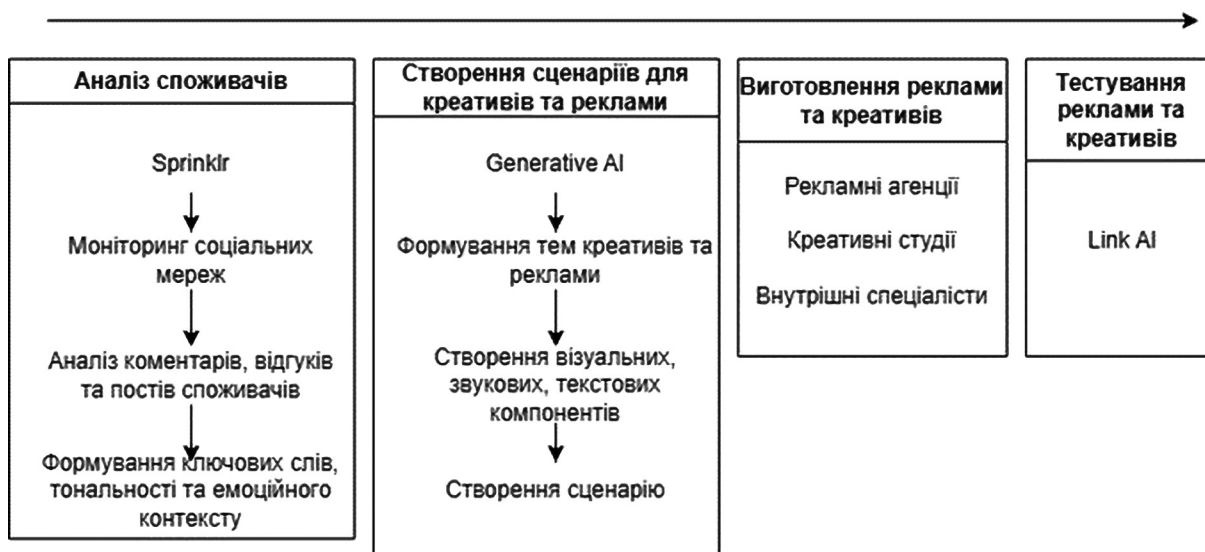 Аналіз споживачів
Sprinklr
Моніторинг соціальних
мереж
Аналіз коментарів, відгуків
та постів споживачів
Формування ключових слів,
тональності та емоційного
контексту
Створення сценаріїв для
креативів та реклами
Generative AI
Формування тем креативів та
реклами
Створення візуальних,
звукових, текстових
компонентів
Створення сценарію
Виготовлення реклами
та креативів
Рекламні агенції
Креативні студії
Внутрішні спеціалісти
Тестування
реклами та
креативів
Link AI